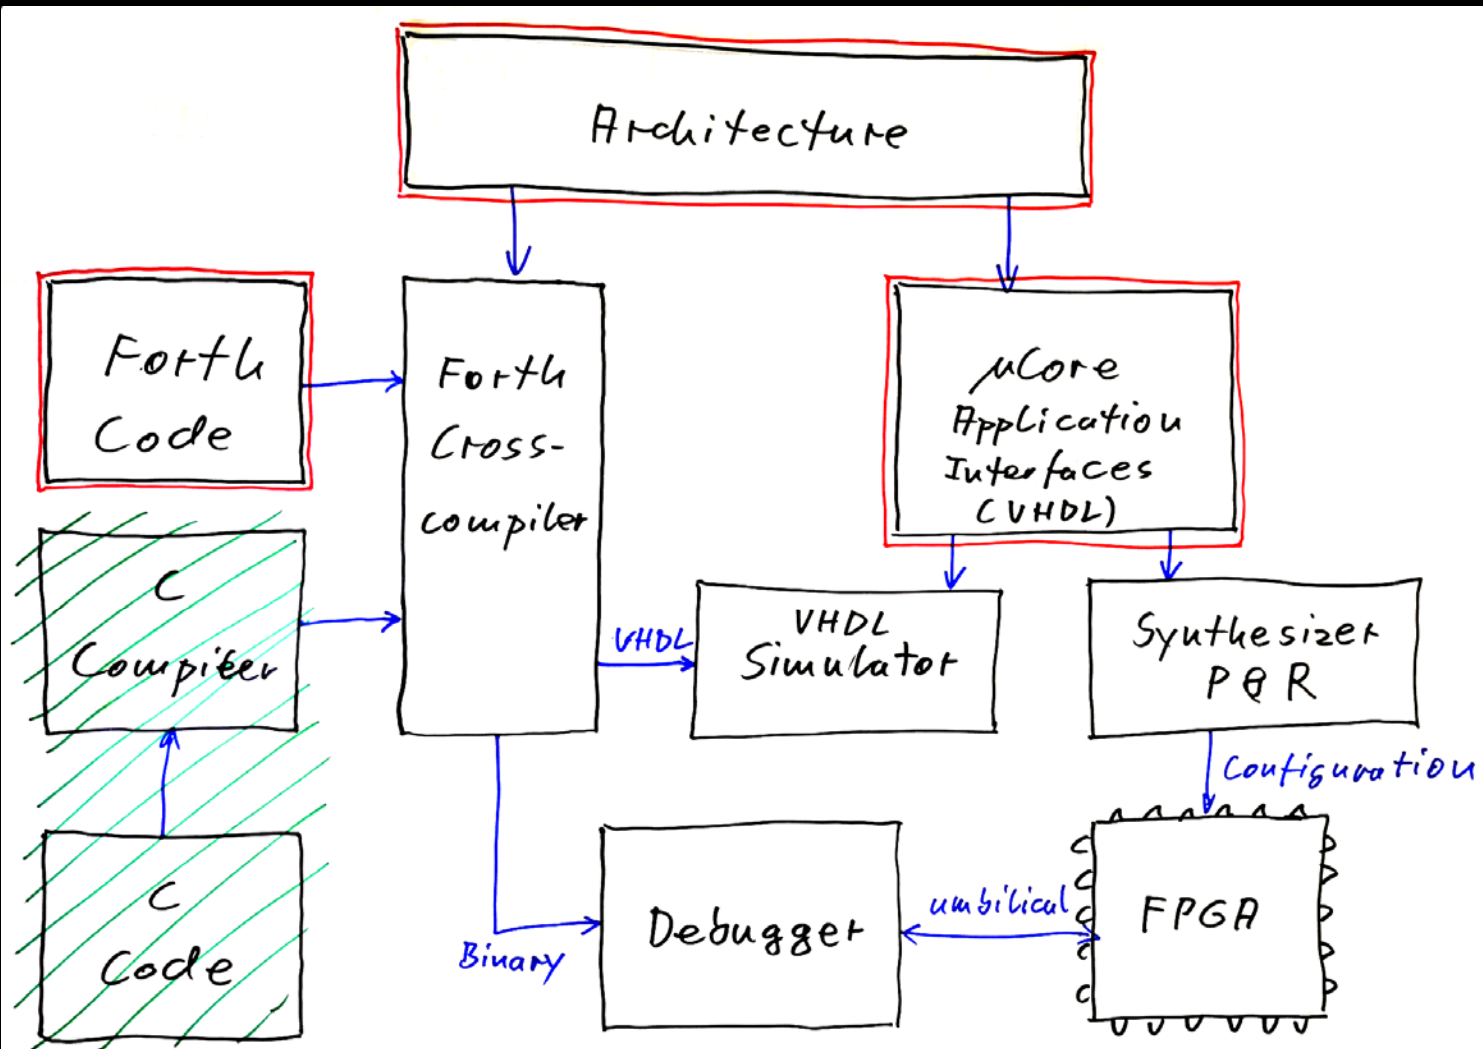 Architecture
Forth
Code
Forth
Cross-
compiler
µCore
Application
Interfaces
(VHDL)
C
Compiler
VHDL
VHDL
Simulator
Synthesizer
P&R
Configuration
C
Code
Binary
Debugger
umbilical
FPGA